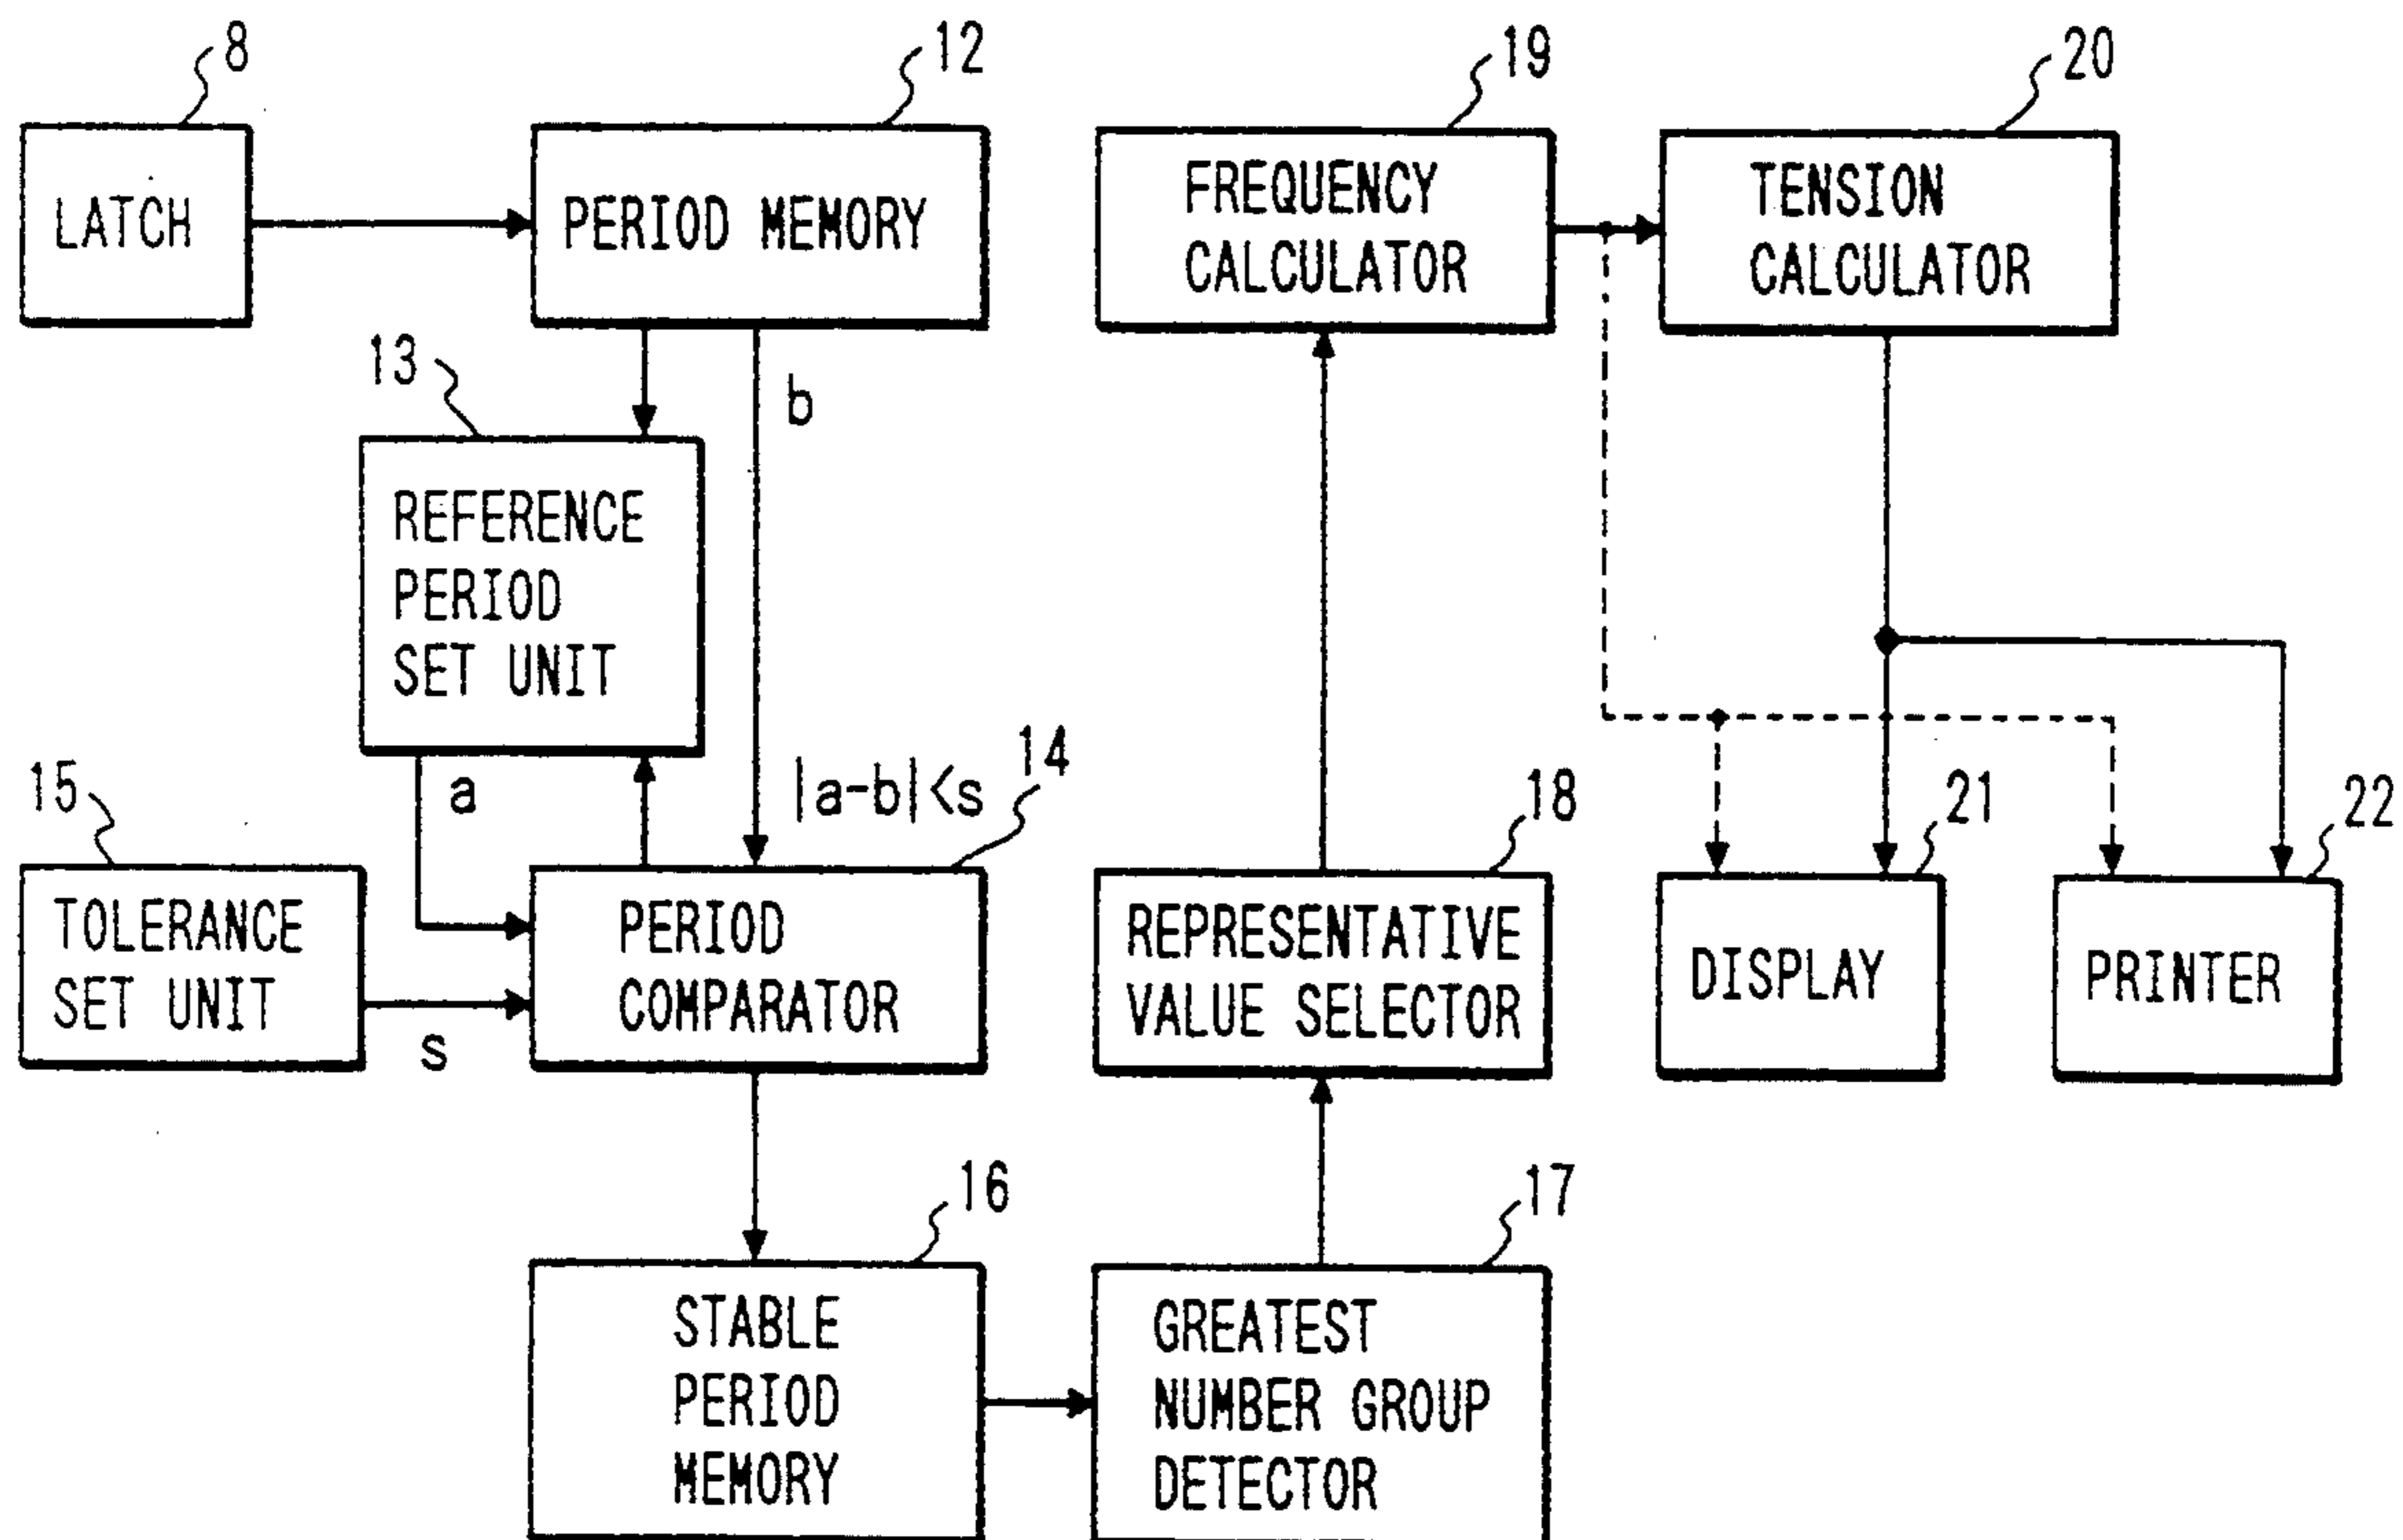 8
12
19
20
LATCH
PERIOD MEMORY
FREQUENCY
CALCULATOR
TENSION
CALCULATOR
13
b
REFERENCE
PERIOD
SET UNIT
15
a
|a-b|<s
14
18
21
22
TOLERANCE
SET UNIT
s
PERIOD
COMPARATOR
REPRESENTATIVE
VALUE SELECTOR
DISPLAY
PRINTER
16
17
STABLE
PERIOD
MEMORY
GREATEST
NUMBER GROUP
DETECTOR